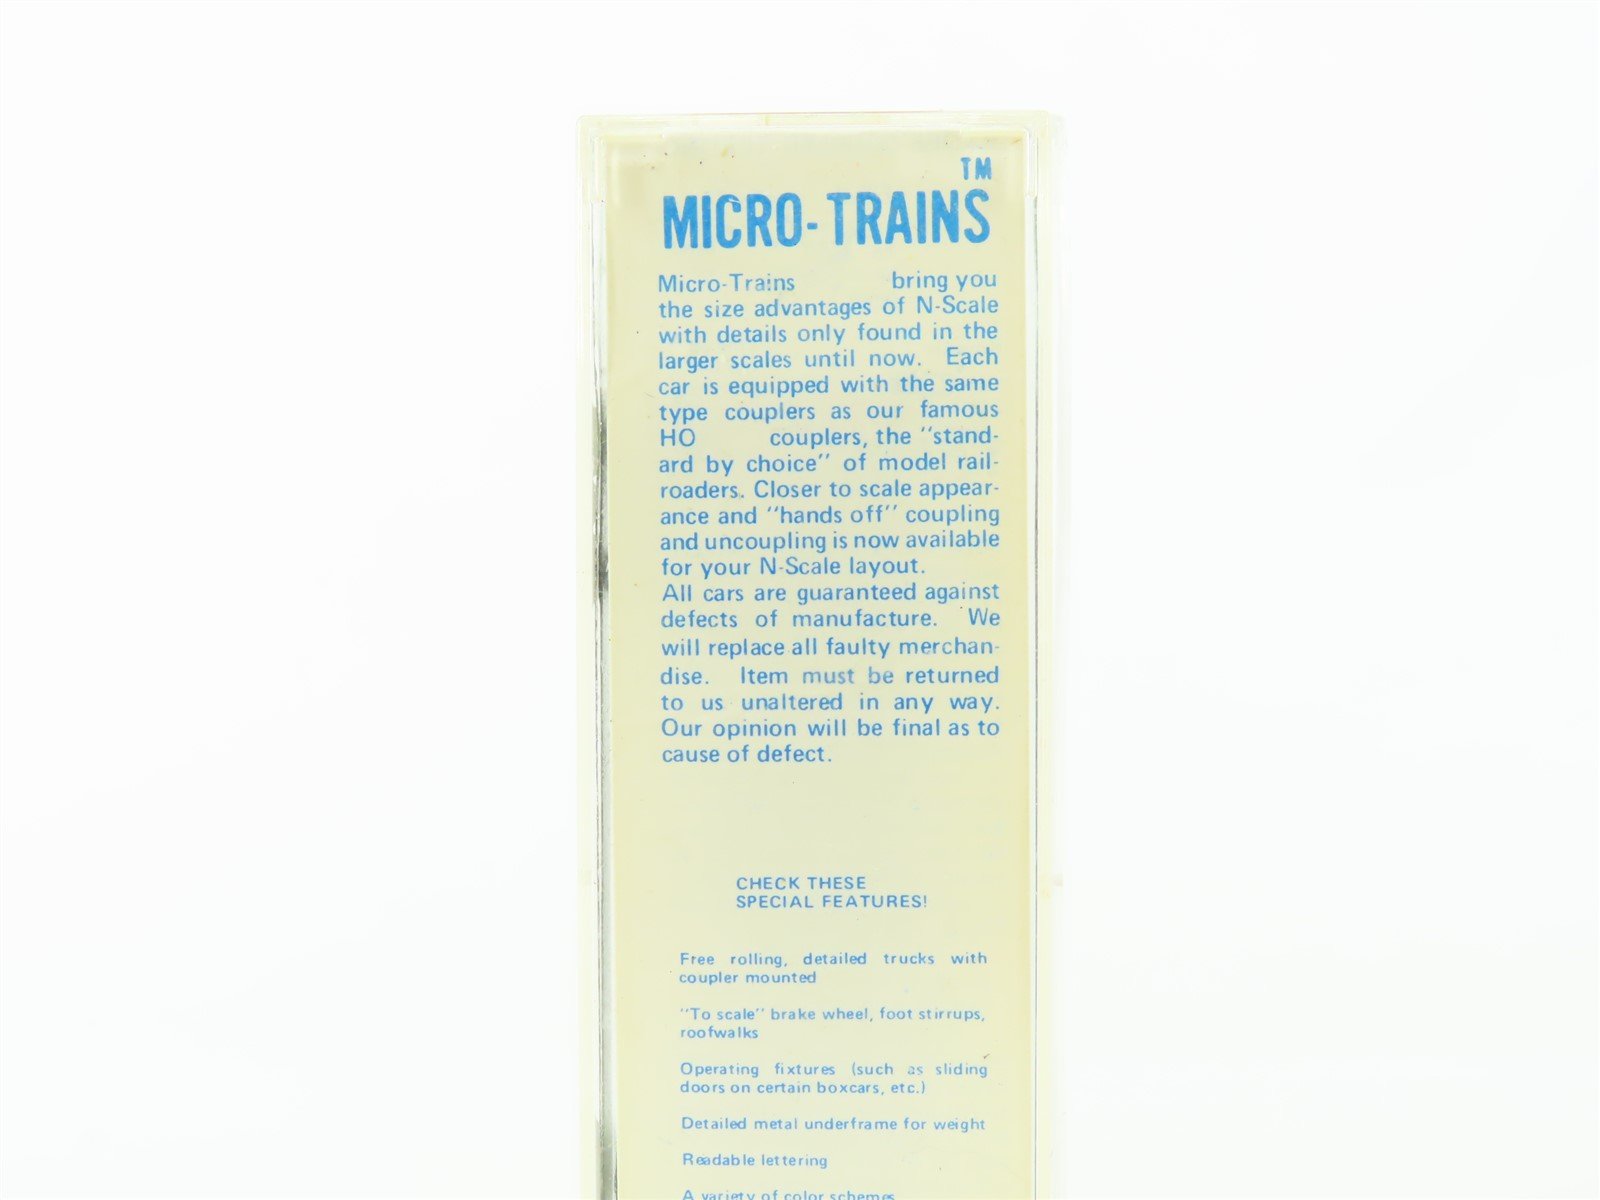 TM
MICRO-TRAINS
Micro-Trains bring you
the size advantages of N-Scale
with details only found in the
larger scales until now. Each
car is equipped with the same
type couplers as our famous
HO couplers, the "stand-
ard by choice" of model rail-
roaders. Closer to scale appear-
ance and "hands off" coupling
and uncoupling is now available
for your N-Scale layout.
All cars are guaranteed against
defects of manufacture. We
will replace all faulty merchan-
dise. Item must be returned
to us unaltered in any way.
Our opinion will be final as to
cause of defect.
CHECK THESE
SPECIAL FEATURES!
Free rolling, detailed trucks with
coupler mounted
"To scale" brake wheel, foot stirrups,
roofwalks
Operating fixtures (such as sliding
doors on certain boxcars, etc.)
Detailed metal underframe for weight
Readable lettering
A variety of color schemes